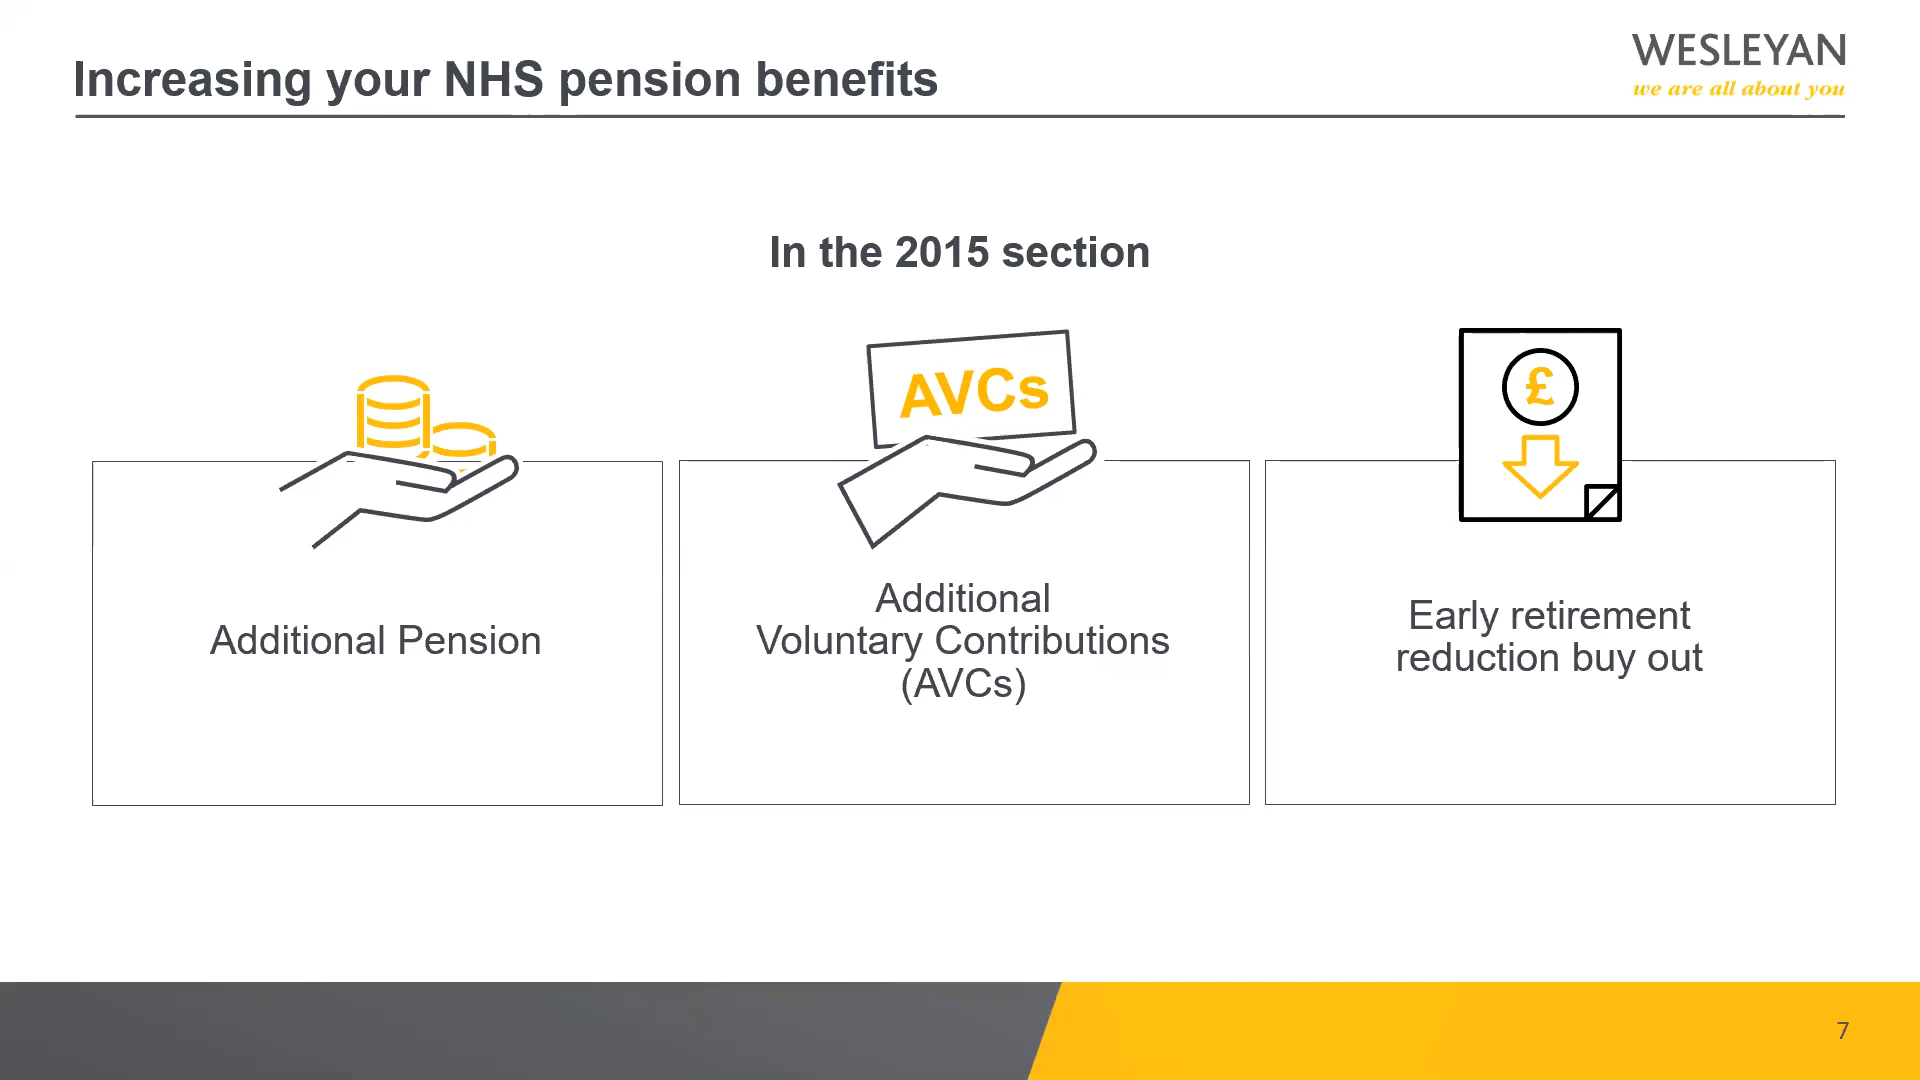 Increasing your NHS pension benefits
WESLEYAN
we are all about you
In the 2015 section
AVCs
£
Additional Pension
Additional
Voluntary Contributions
(AVCs)
Early retirement
reduction buy out
7